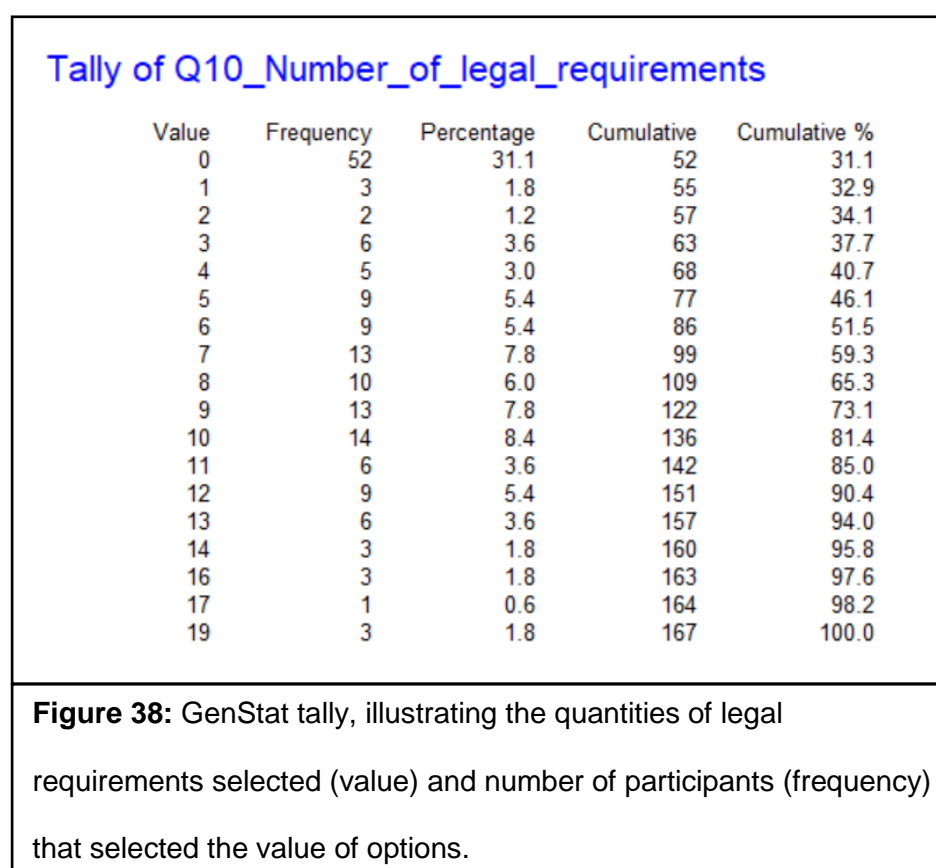 Tally of Q10_Number_of_legal_requirements
Value Frequency Percentage Cumulative Cumulative %
0 52 31.1 52 31.1
1 3 1.8 55 32.9
2 2 1.2 57 34.1
3 6 3.6 63 37.7
4 5 3.0 68 40.7
5 9 5.4 77 46.1
6 9 5.4 86 51.5
7 13 7.8 99 59.3
8 10 6.0 109 65.3
9 13 7.8 122 73.1
10 14 8.4 136 81.4
11 6 3.6 142 85.0
12 9 5.4 151 90.4
13 6 3.6 157 94.0
14 3 1.8 160 95.8
16 3 1.8 163 97.6
17 1 0.6 164 98.2
19 3 1.8 167 100.0
Figure 38: GenStat tally, illustrating the quantities of legal
requirements selected (value) and number of participants (frequency)
that selected the value of options.